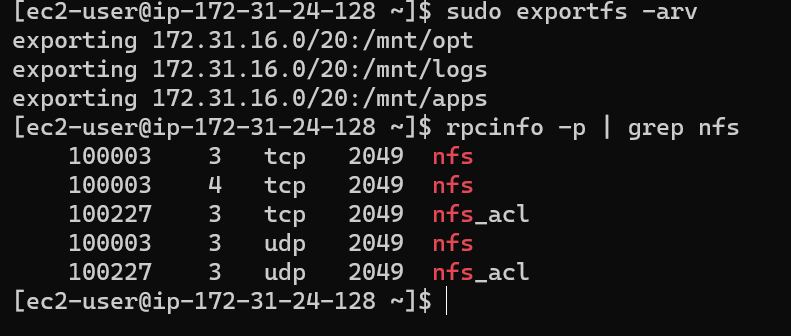 [ec2-user@ip-172-31-24-128 ~]$ sudo exportfs -arv
exporting 172.31.16.0/20:/mnt/opt
exporting 172.31.16.0/20:/mnt/logs
exporting 172.31.16.0/20:/mnt/apps
[ec2-user@ip-172-31-24-128 ~]$ rpcinfo -p | grep nfs
    100003    3   tcp   2049  nfs
    100003    4   tcp   2049  nfs
    100227    3   tcp   2049  nfs_acl
    100003    3   udp   2049  nfs
    100227    3   udp   2049  nfs_acl
[ec2-user@ip-172-31-24-128 ~]$